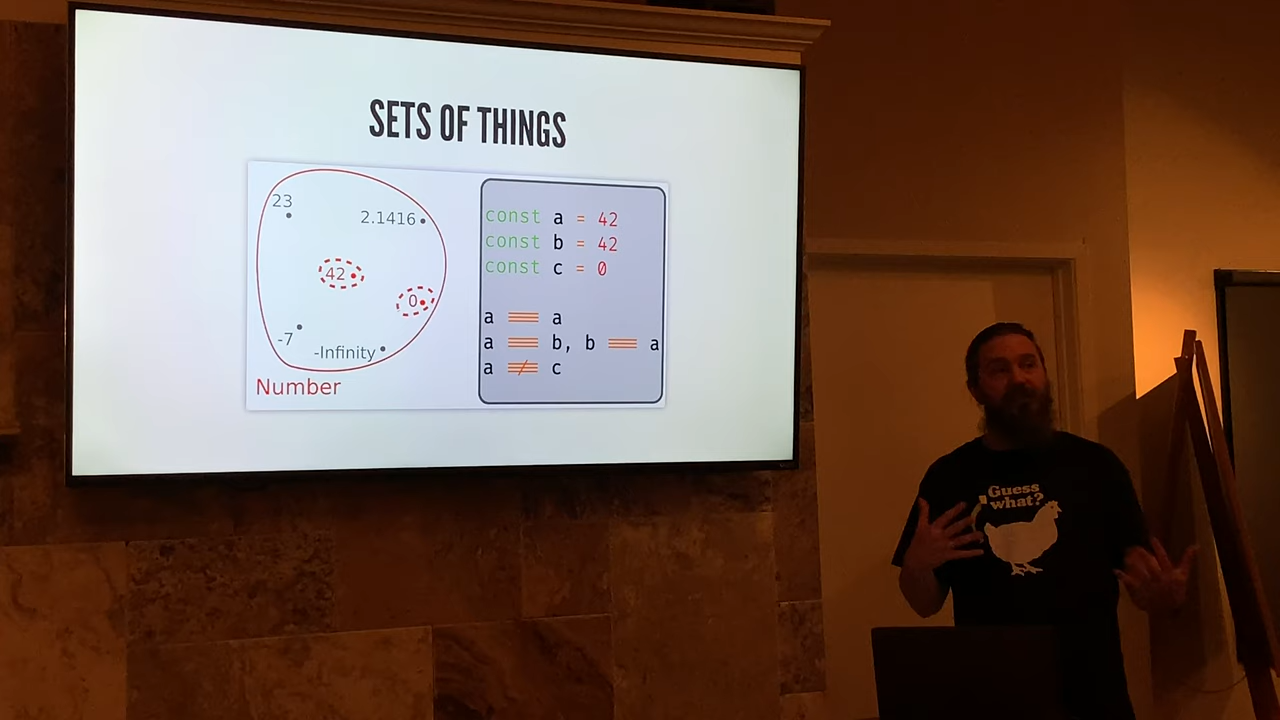 SETS OF THINGS
23
2.1416
42
0
-7
-Infinity
Number
const a = 42
const b = 42
const c = 0
a ≡ a
a ≡ b, b ≡ a
a ≢ c
Guess
what?